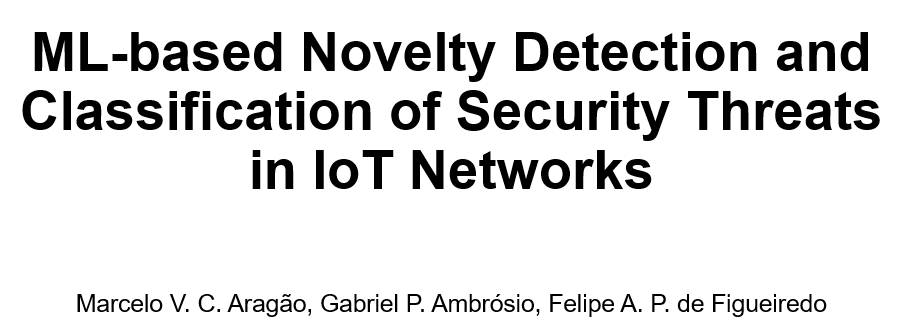 ML-based Novelty Detection and
Classification of Security Threats
in IoT Networks
Marcelo V. C. Aragão, Gabriel P. Ambrósio, Felipe A. P. de Figueiredo